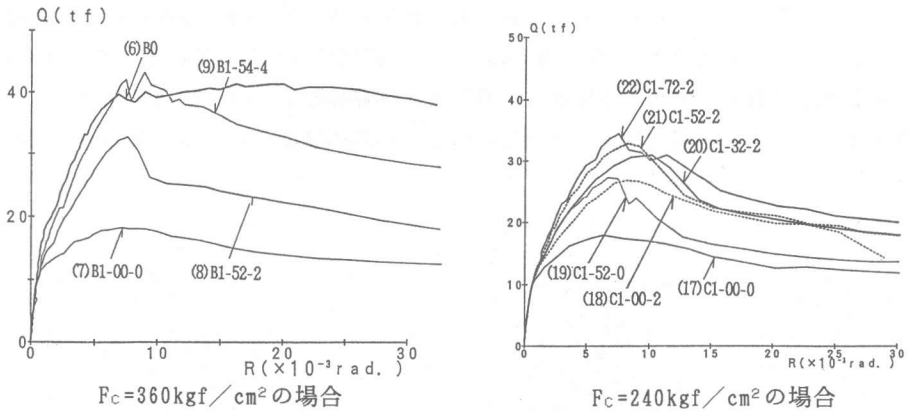 Q(tf)
40
20
0
(6)B0
(9)B1-54-4
(7)B1-00-0
(8)B1-52-2
0
10
20
30
R(×10⁻³rad.)
Fc=360kgf/cm²の場合
Q(tf)
50
40
30
20
10
0
(22)C1-72-2
(21)C1-52-2
(20)C1-32-2
(19)C1-52-0
(18)C1-00-2
(17)C1-00-0
0
5
10
15
20
25
30
R(×10⁻³rad.)
Fc=240kgf/cm²の場合